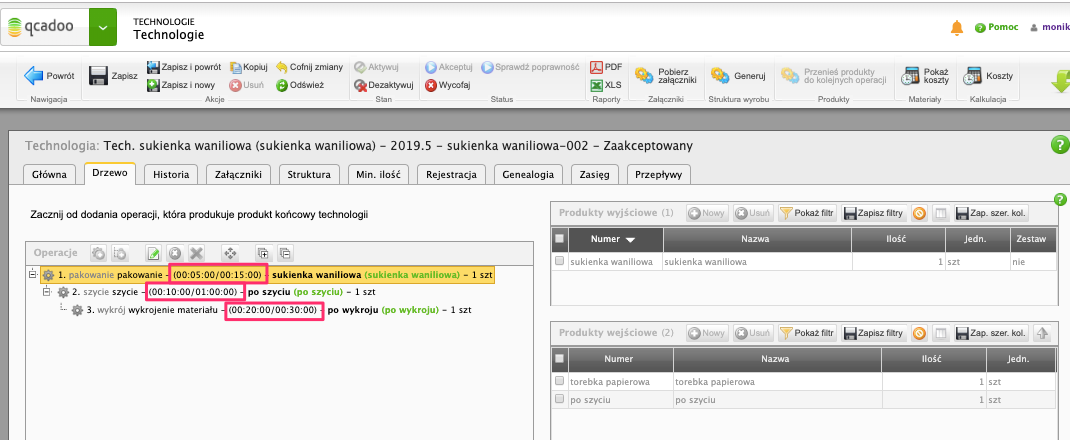 qcadoo
TECHNOLOGIE
Technologie
Pomoc
monik
Powrót
Zapisz
Zapisz i powrót
Kopiuj
Cofnij zmiany
Zapisz i nowy
Usuń
Odśwież
Aktywuj
Dezaktywuj
Akceptuj
Sprawdź poprawność
Wycofaj
PDF
XLS
Pobierz
załączniki
Generuj
Przenieś produkty
do kolejnych operacji
Pokaż
koszty
Koszty
Nawigacja
Akcje
Stan
Status
Raporty
Załączniki
Struktura wyrobu
Produkty
Materiały
Kalkulacja
Technologia: Tech. sukienka waniliowa (sukienka waniliowa) - 2019.5 - sukienka waniliowa-002 - Zaakceptowany
Główna
Drzewo
Historia
Załączniki
Struktura
Min. ilość
Rejestracja
Genealogia
Zasięg
Przepływy
Zacznij od dodania operacji, która produkuje produkt końcowy technologii
Operacje
1. pakowanie pakowanie - (00:05:00/00:15:00) - sukienka waniliowa (sukienka waniliowa) - 1 szt
2. szycie szycie - (00:10:00/01:00:00) - po szyciu (po szyciu) - 1 szt
3. wykrój wykrojenie materiału - (00:20:00/00:30:00) - po wykroju (po wykroju) - 1 szt
Produkty wyjściowe (1)
Nowy
Usuń
Pokaż filtr
Zapisz filtry
Zap. szer. kol.
Numer
Nazwa
Ilość
Jedn.
Zestaw
sukienka waniliowa
sukienka waniliowa
1
szt
nie
Produkty wejściowe (2)
Nowy
Usuń
Pokaż filtr
Zapisz filtry
Zap. szer. kol.
Numer
Nazwa
Ilość
Jedn.
torebka papierowa
torebka papierowa
1
szt
po szyciu
po szyciu
1
szt